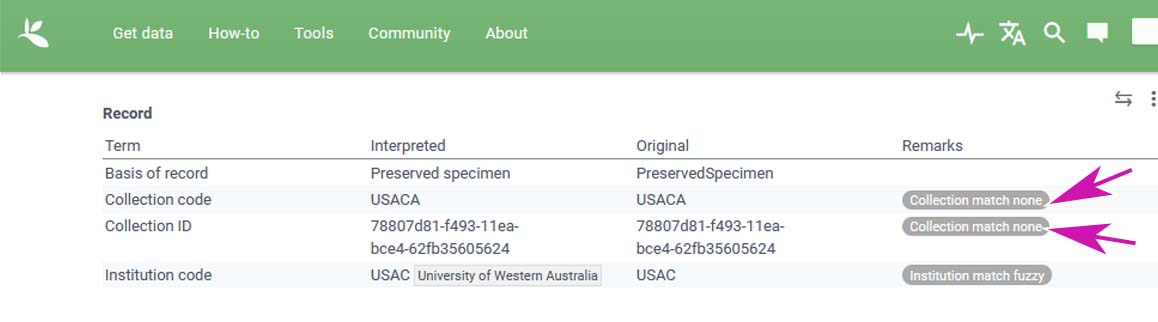 Get data How-to Tools Community About
Record
Term Interpreted Original Remarks
Basis of record Preserved specimen PreservedSpecimen
Collection code USACA USACA Collection match none
Collection ID 78807d81-f493-11ea- 78807d81-f493-11ea- Collection match none
bce4-62fb35605624 bce4-62fb35605624
Institution code USAC University of Western Australia USAC Institution match fuzzy